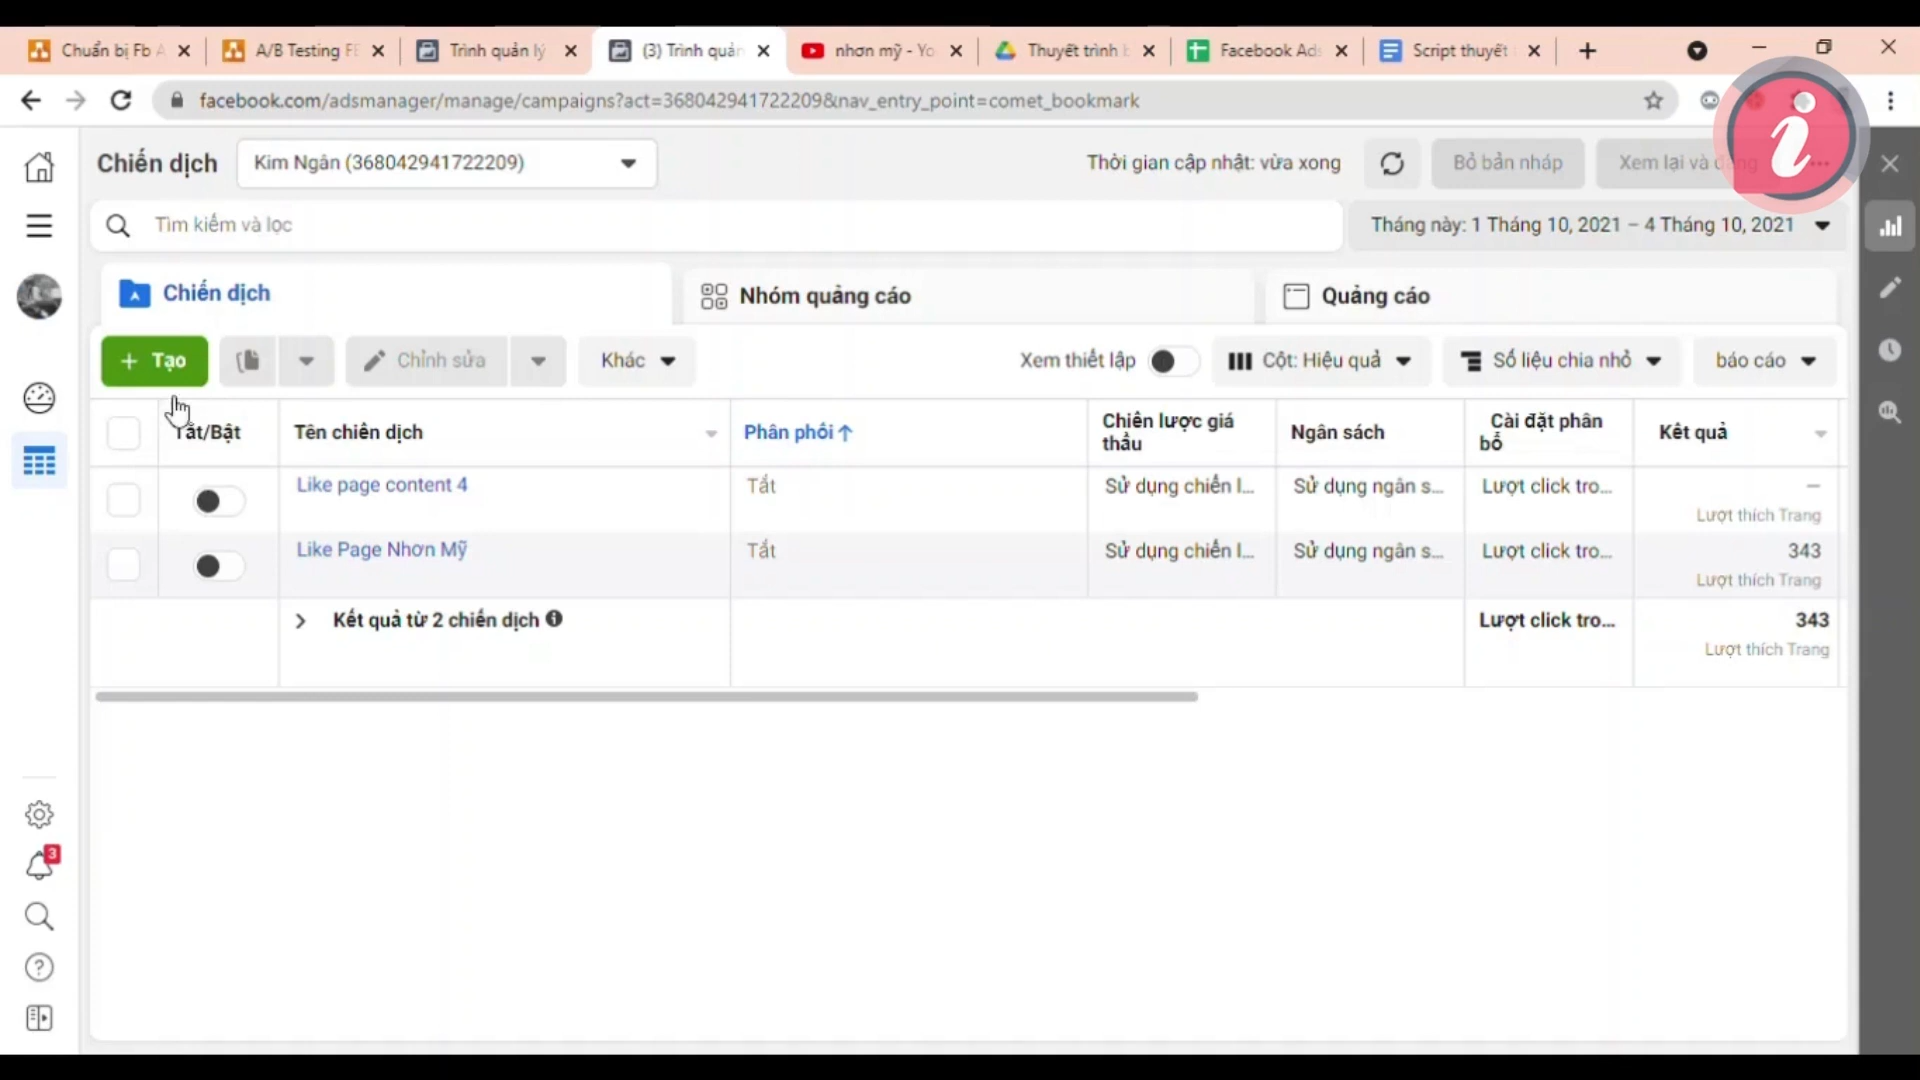 Chuẩn bị Fb A
A/B Testing FB
Trình quản lý
(3) Trình quản
nhơn mỹ - Yo
Thuyết trình b
Facebook Ads
Script thuyết
facebook.com/adsmanager/manage/campaigns?act=368042941722209&nav_entry_point=comet_bookmark
Chiến dịch
Kim Ngân (368042941722209)
Thời gian cập nhật: vừa xong
Bỏ bản nháp
Xem lại và
Tìm kiếm và lọc
Tháng này: 1 Tháng 10, 2021 – 4 Tháng 10, 2021
Chiến dịch
Nhóm quảng cáo
Quảng cáo
+ Tạo
Chỉnh sửa
Khác
Xem thiết lập
Cột: Hiệu quả
Số liệu chia nhỏ
báo cáo
Tắt/Bật
Tên chiến dịch
Phân phối↑
Chiến lược giá
thầu
Ngân sách
Cài đặt phân
bổ
Kết quả
Like page content 4
Tắt
Sử dụng chiến l...
Sử dụng ngân s...
Lượt click tro...
—
Lượt thích Trang
Like Page Nhơn Mỹ
Tắt
Sử dụng chiến l...
Sử dụng ngân s...
Lượt click tro...
343
Lượt thích Trang
Kết quả từ 2 chiến dịch
Lượt click tro...
343
Lượt thích Trang
3